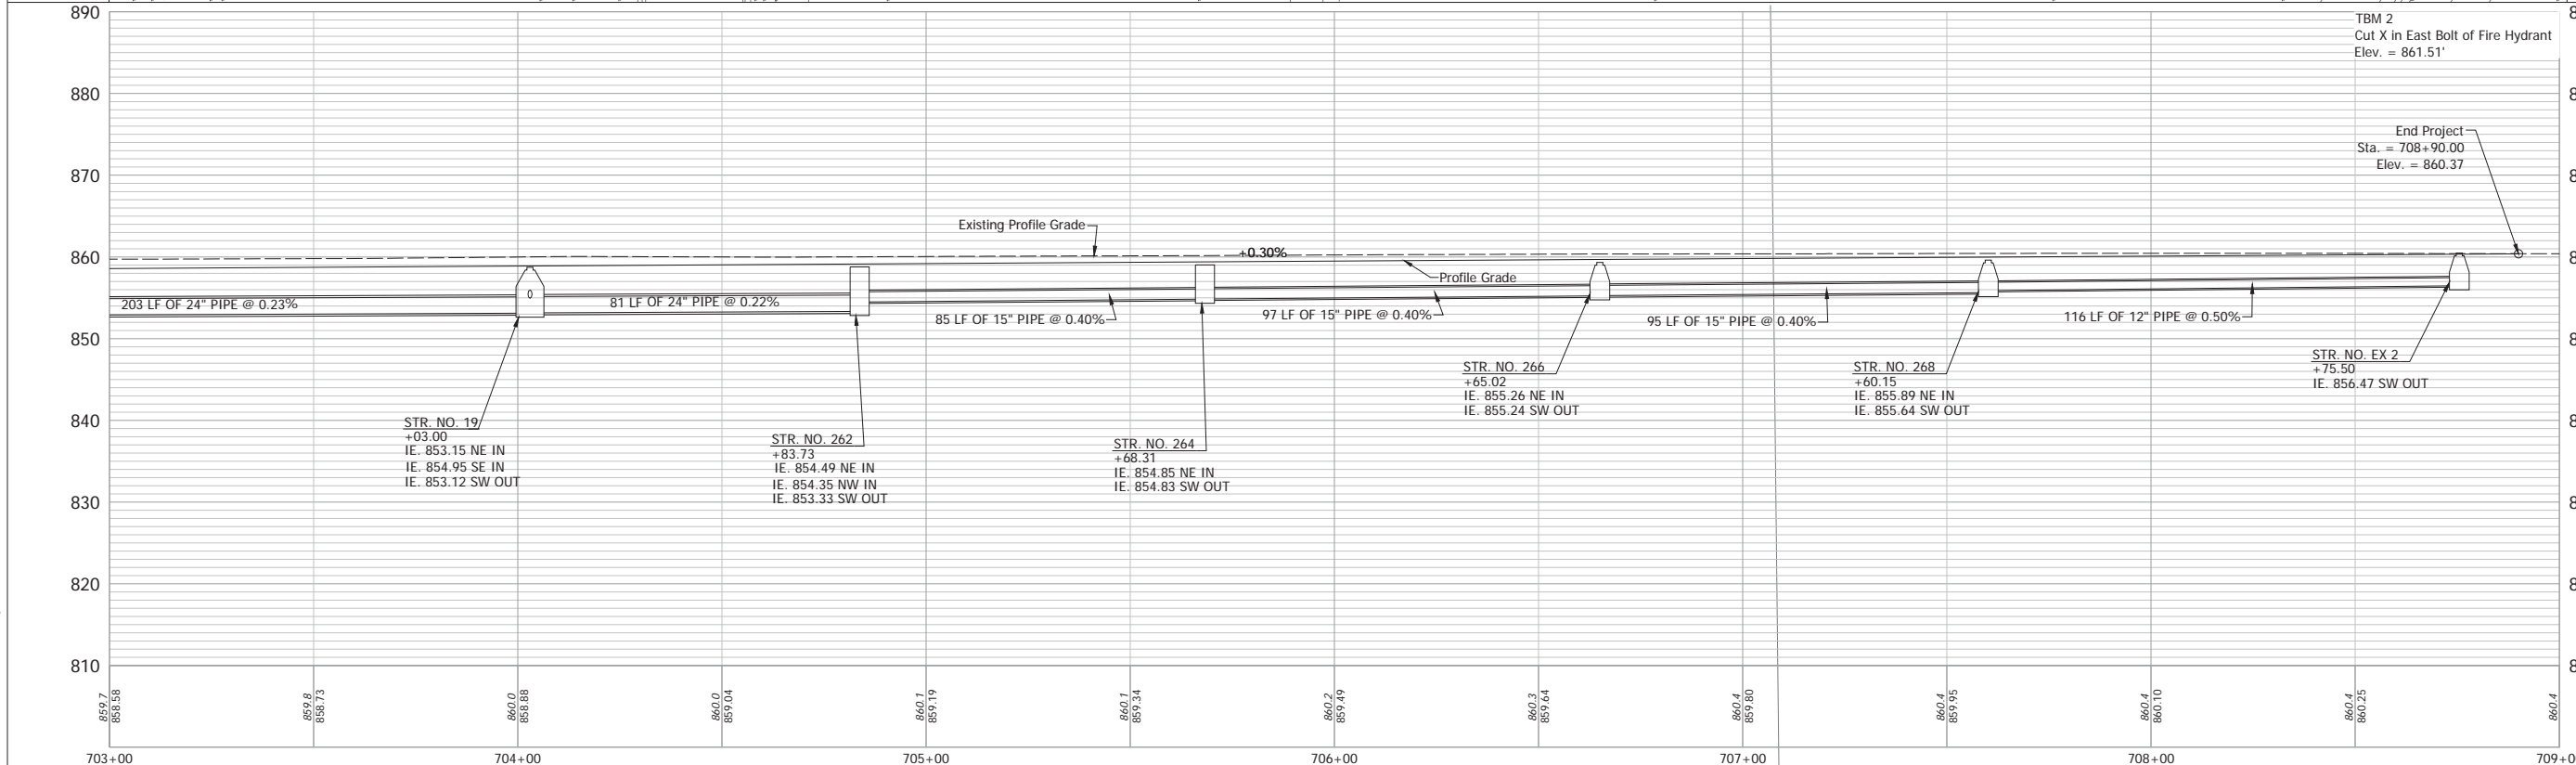 890
880
870
860
850
840
830
820
810
TBM 2
Cut X in East Bolt of Fire Hydrant
Elev. = 861.51'
End Project
Sta. = 708+90.00
Elev. = 860.37
Existing Profile Grade
+0.30%
Profile Grade
203 LF OF 24" PIPE @ 0.23%
81 LF OF 24" PIPE @ 0.22%
85 LF OF 15" PIPE @ 0.40%
97 LF OF 15" PIPE @ 0.40%
95 LF OF 15" PIPE @ 0.40%
116 LF OF 12" PIPE @ 0.50%
STR. NO. 19
+03.00
IE. 853.15 NE IN
IE. 854.95 SE IN
IE. 853.12 SW OUT
STR. NO. 262
+83.73
IE. 854.49 NE IN
IE. 854.35 NW IN
IE. 853.33 SW OUT
STR. NO. 264
+68.31
IE. 854.85 NE IN
IE. 854.83 SW OUT
STR. NO. 266
+65.02
IE. 855.26 NE IN
IE. 855.24 SW OUT
STR. NO. 268
+60.15
IE. 855.89 NE IN
IE. 855.64 SW OUT
STR. NO. EX 2
+75.50
IE. 856.47 SW OUT
859.7
858.58
859.8
858.73
860.0
858.88
860.0
859.04
860.1
859.19
860.1
859.34
860.2
859.49
860.3
859.64
860.4
859.80
860.4
859.95
860.4
860.10
860.4
860.25
860.4
703+00
704+00
705+00
706+00
707+00
708+00